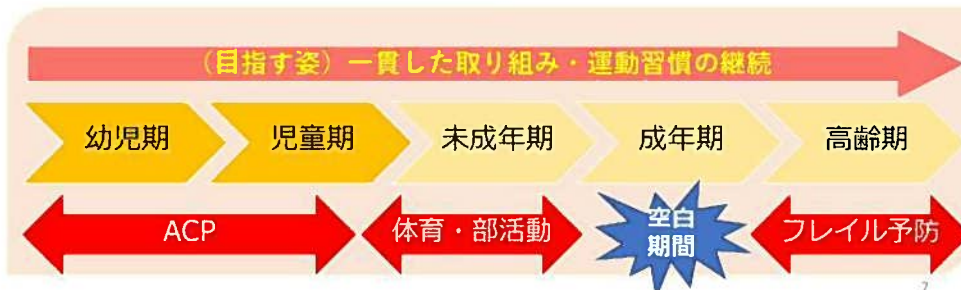 （目指す姿）一貫した取り組み・運動習慣の継続
幼児期
児童期
未成年期
成年期
高齢期
ACP
体育・部活動
空白
期間
フレイル予防
7